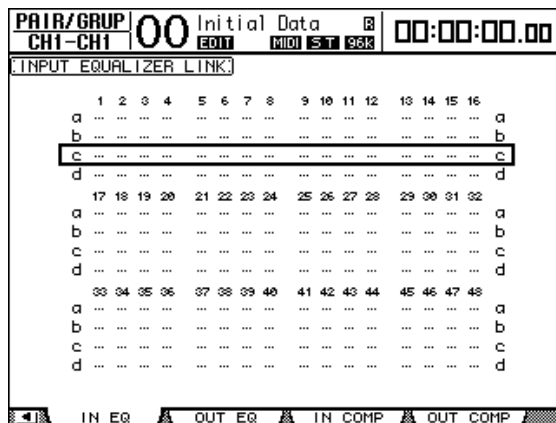 PAIR/GRUP 00 Initial Data R 00:00:00.00
CH1-CH1 EDIT MIDI ST 96k
INPUT EQUALIZER LINK
1 2 3 4 5 6 7 8 9 10 11 12 13 14 15 16
a a
b b
c c
d d
17 18 19 20 21 22 23 24 25 26 27 28 29 30 31 32
a a
b b
c c
d d
33 34 35 36 37 38 39 40 41 42 43 44 45 46 47 48
a a
b b
c c
d d
IN EQ OUT EQ IN COMP OUT COMP